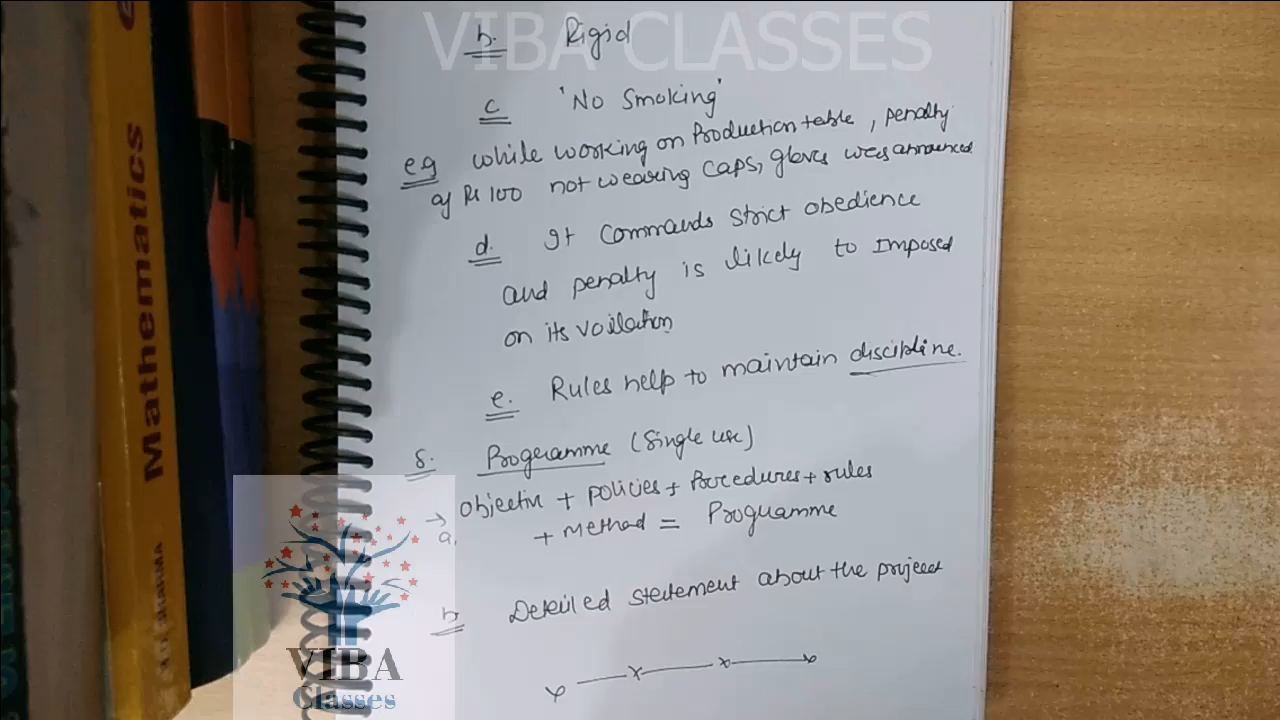 VIBA CLASSES
b. Rigid
c 'No Smoking'
e.g while working on Production table, penalty
of Rs 100 not wearing caps, gloves was announced
d. It Commands strict obedience
and penalty is likely to Imposed
on its voilation
e. Rules help to maintain discipline.
8. Programme (Single use)
→ objective + policies + Procedures + rules
a. + method = Programme
b Detailed statement about the project
Mathematics
SHARMA
VIBA
Classes